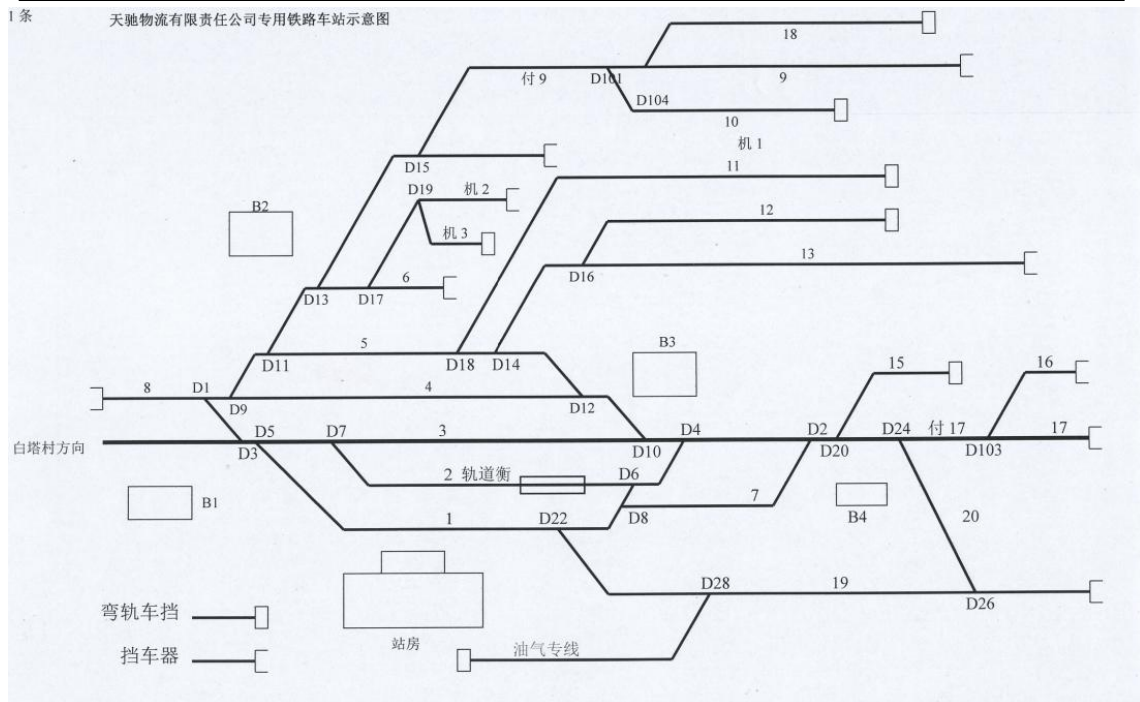 1 条
天驰物流有限责任公司专用铁路车站示意图
18
付 9
D101
9
D104
10
机 1
D15
11
D19
机 2
B2
12
机 3
13
D16
6
D13
D17
5
B3
D11
D18
D14
15
16
8
D1
4
D9
D12
D5
D7
3
D4
D2
D24
付 17
17
白塔村方向
D3
D10
D20
D103
2 轨道衡
D6
B1
7
B4
1
D22
D8
20
D28
19
D26
弯轨车挡
站房
油气专线
挡车器